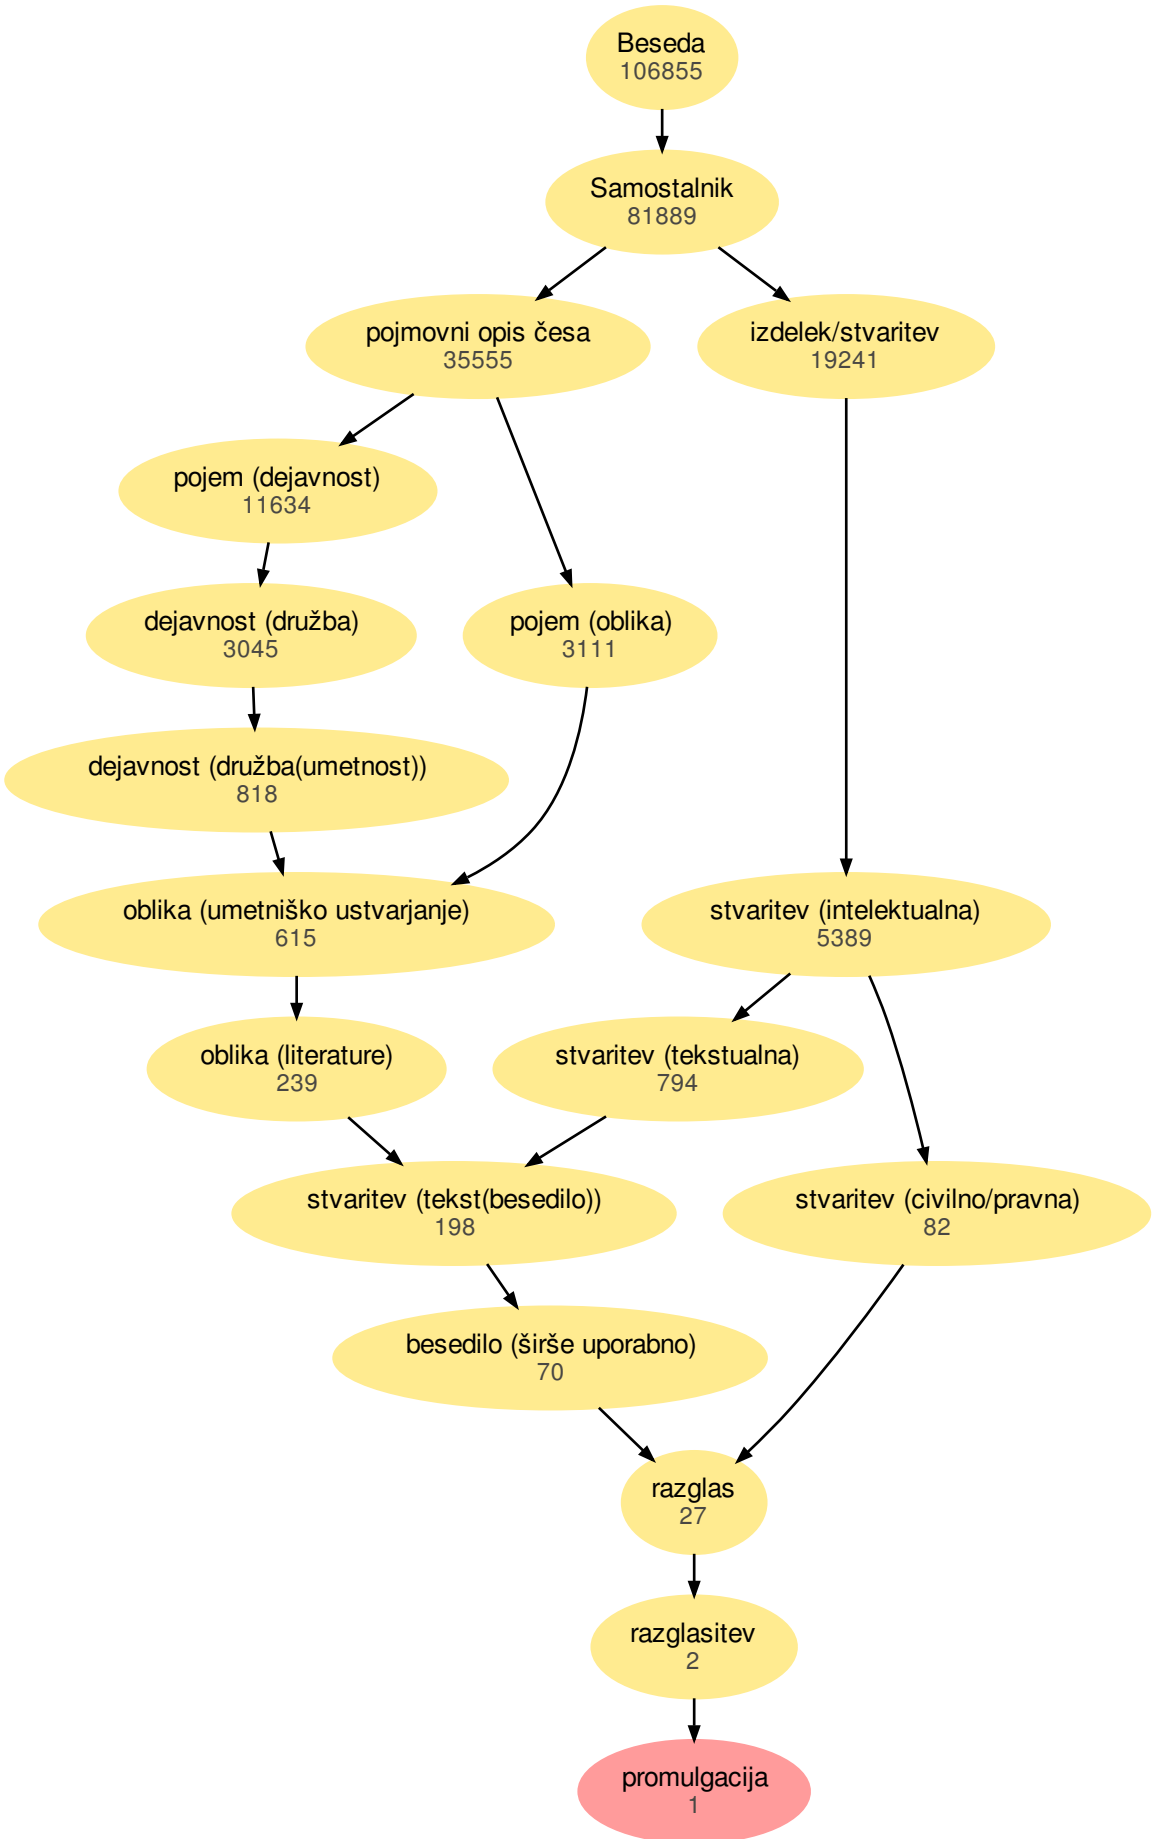 Beseda
106855
Samostalnik
81889
pojmovni opis česa
35555
izdelek/stvaritev
19241
pojem (dejavnost)
11634
dejavnost (družba)
3045
pojem (oblika)
3111
dejavnost (družba(umetnost))
818
oblika (umetniško ustvarjanje)
615
stvaritev (intelektualna)
5389
oblika (literature)
239
stvaritev (tekstualna)
794
stvaritev (tekst(besedilo))
198
stvaritev (civilno/pravna)
82
besedilo (širše uporabno)
70
razglas
27
razglasitev
2
promulgacija
1